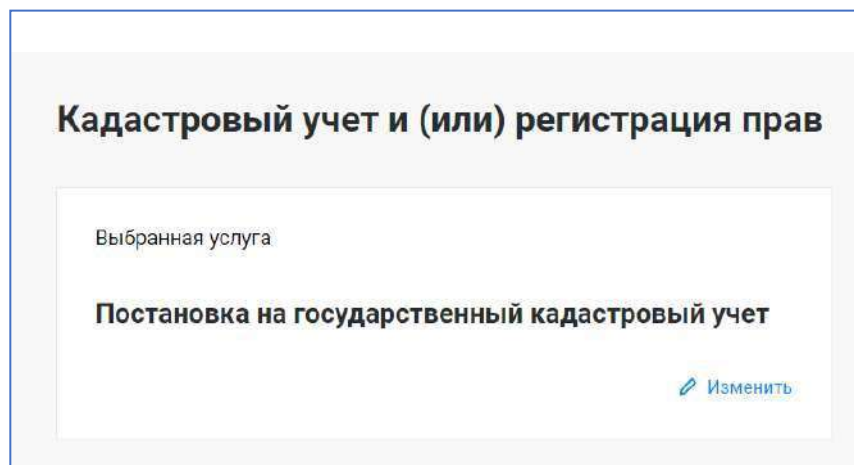 Кадастровый учет и (или) регистрация прав
Выбранная услуга
Постановка на государственный кадастровый учет
Изменить